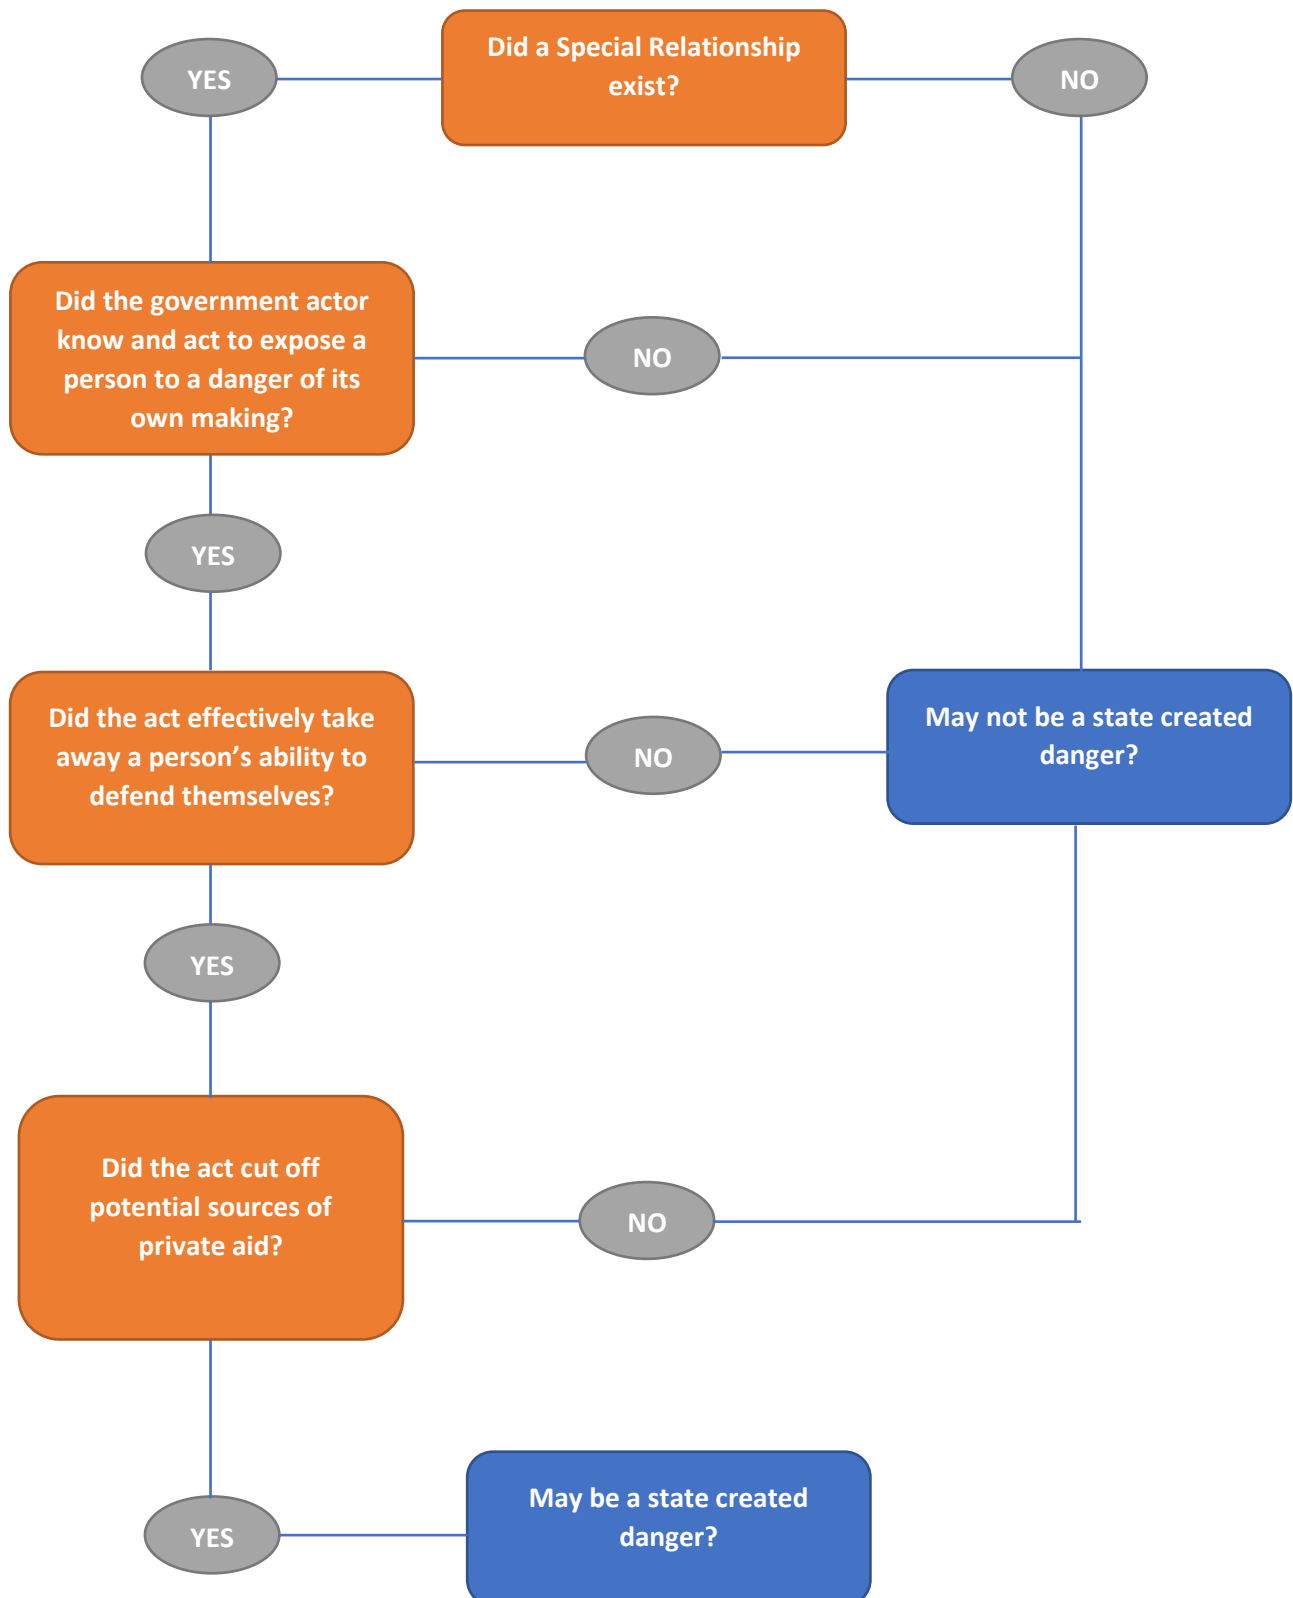 Did a Special Relationship
exist?
YES
NO
Did the government actor
know and act to expose a
person to a danger of its
own making?
NO
YES
Did the act effectively take
away a person’s ability to
defend themselves?
NO
May not be a state created
danger?
YES
Did the act cut off
potential sources of
private aid?
NO
YES
May be a state created
danger?